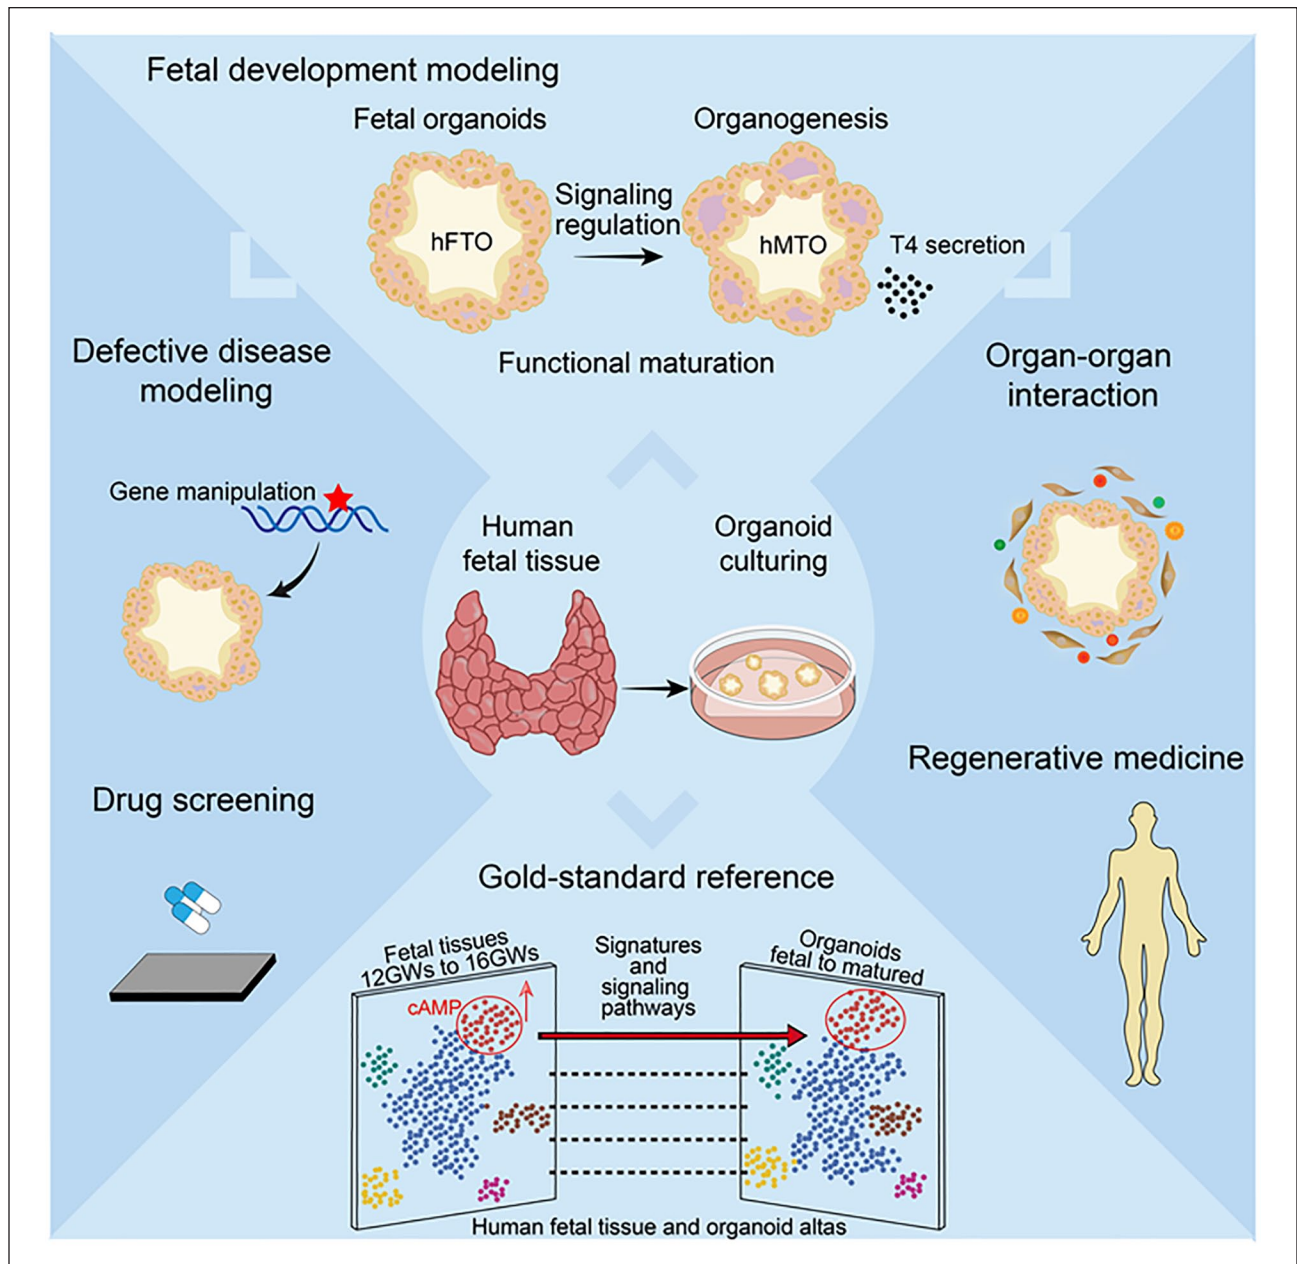 Fetal development modeling
Fetal organoids
Organogenesis
Signaling
regulation
hFTO
hMTO
T4 secretion
Functional maturation
Defective disease
modeling
Gene manipulation
Organ-organ
interaction
Human
fetal tissue
Organoid
culturing
Drug screening
Regenerative medicine
Gold-standard reference
Fetal tissues
12GWs to 16GWs
cAMP
Signatures
and
signaling
pathways
Organoids
fetal to matured
Human fetal tissue and organoid altas